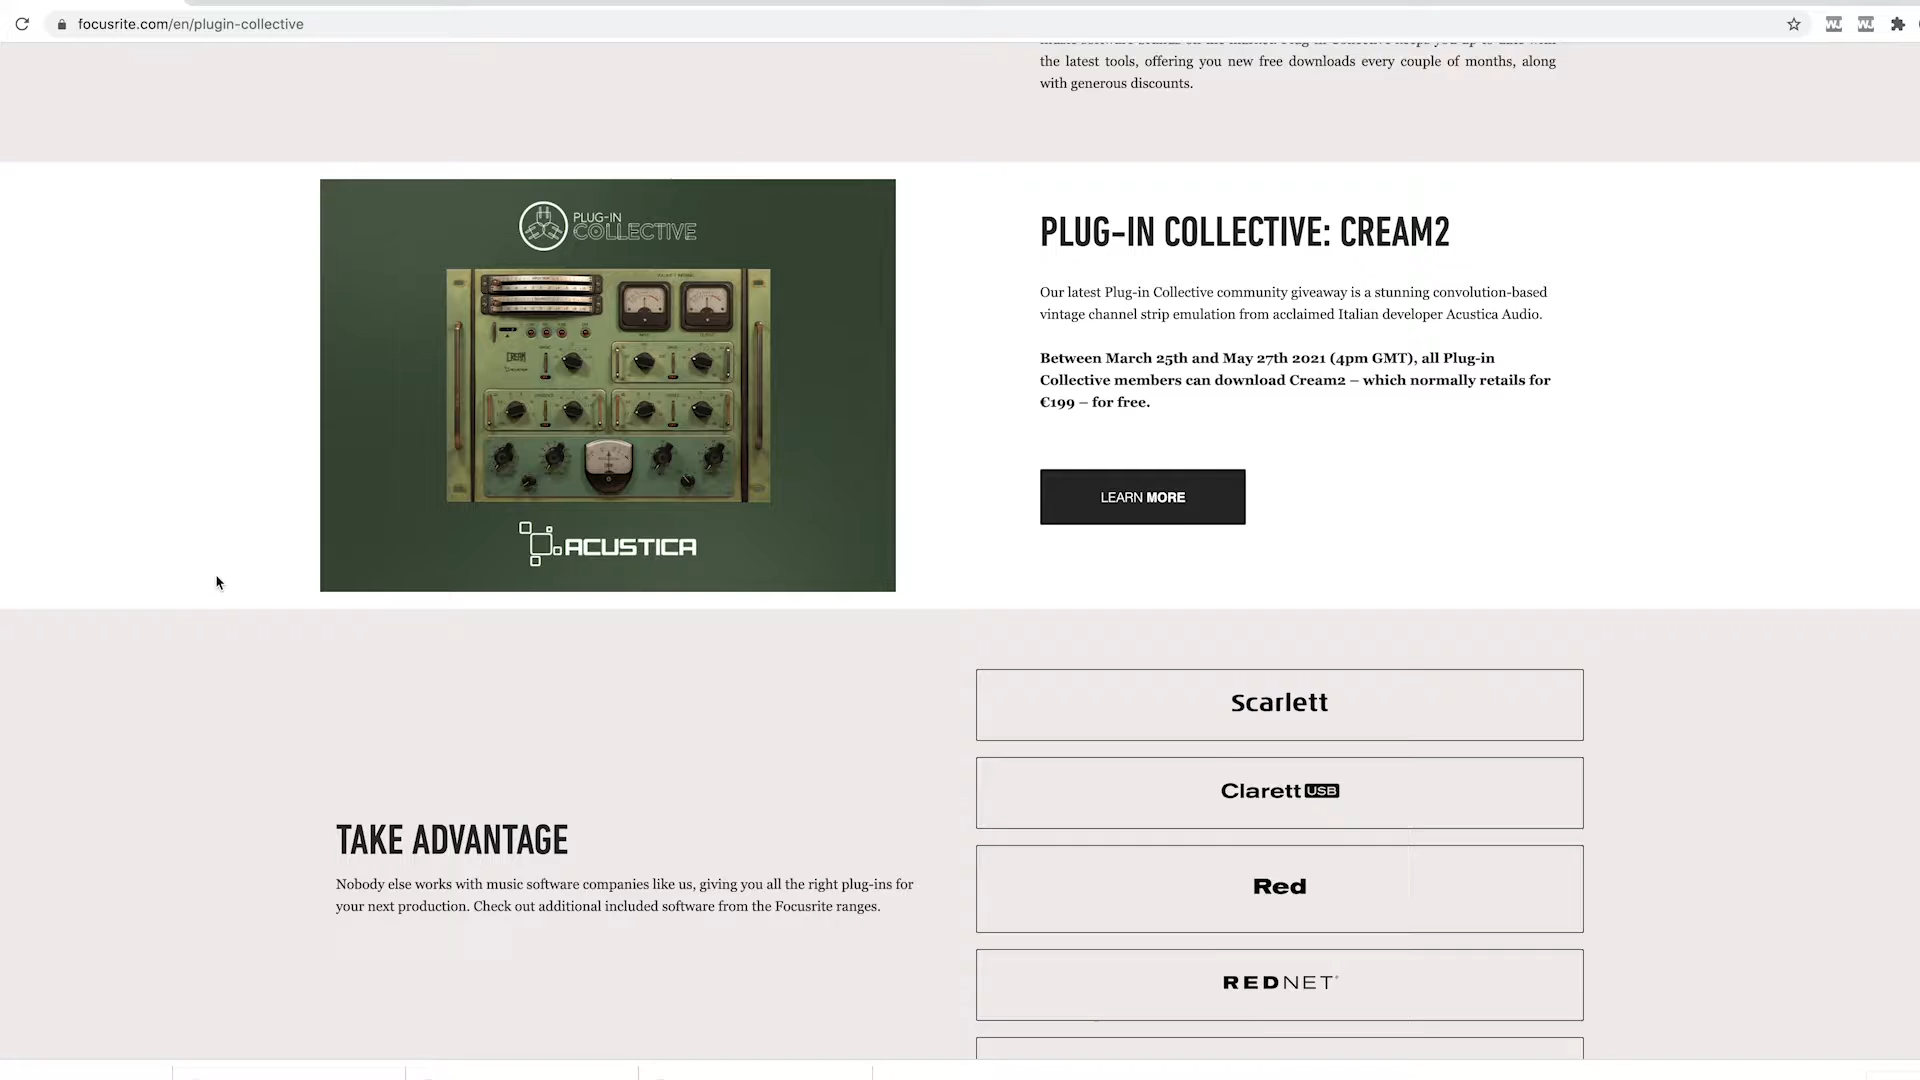 focusrite.com/en/plugin-collective
the latest tools, offering you new free downloads every couple of months, along
with generous discounts.
PLUG-IN
COLLECTIVE
CREAM
ACUSTICA
PLUG-IN COLLECTIVE: CREAM2
Our latest Plug-in Collective community giveaway is a stunning convolution-based
vintage channel strip emulation from acclaimed Italian developer Acustica Audio.
Between March 25th and May 27th 2021 (4pm GMT), all Plug-in
Collective members can download Cream2 – which normally retails for
€199 – for free.
LEARN MORE
TAKE ADVANTAGE
Nobody else works with music software companies like us, giving you all the right plug-ins for
your next production. Check out additional included software from the Focusrite ranges.
Scarlett
Clarett USB
Red
REDNET